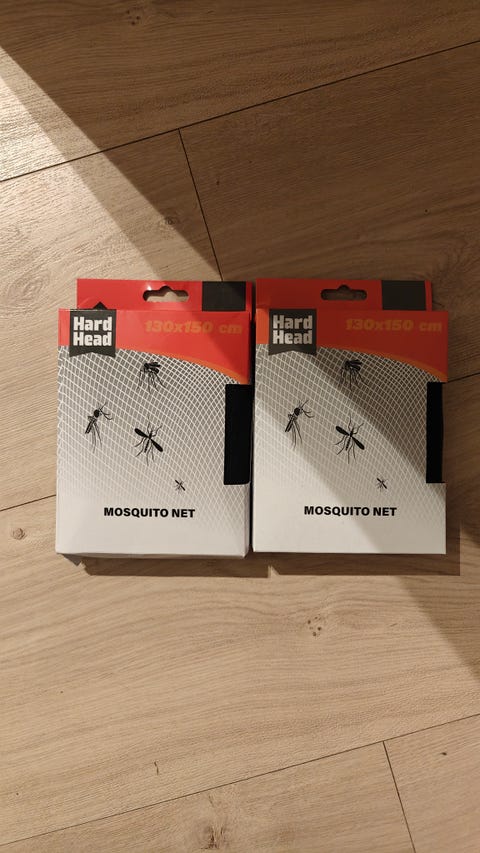 Hard
Head
130x150 cm
MOSQUITO NET
Hard
Head
130x150 cm
MOSQUITO NET